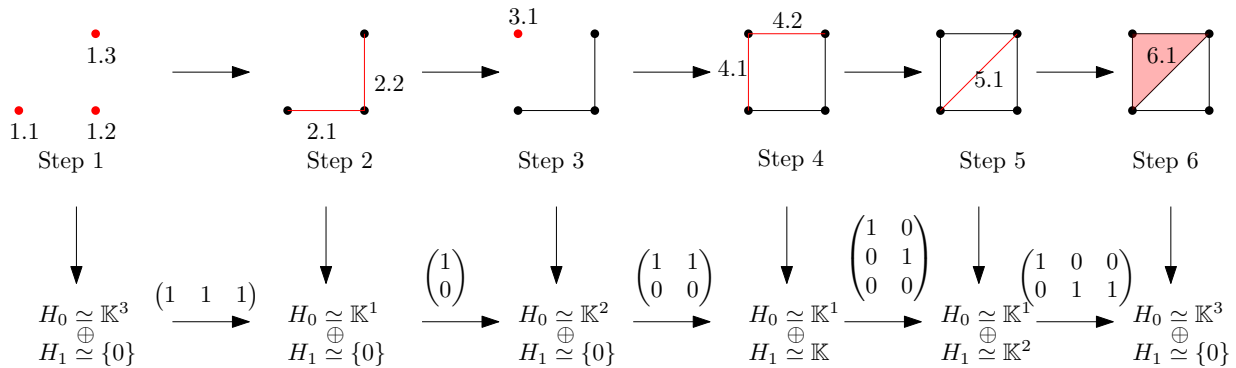 3.1 4.2
1.3 4.1 6.1
2.2 5.1
1.1 1.2 2.1
Step 1 Step 2 Step 3 Step 4 Step 5 Step 6
(1 1 1)
(1
0)
(1 1
0 0)
(1 0
0 1
0 0)
(1 0 0
0 1 1)
H₀ ≃ 𝕂³ H₀ ≃ 𝕂¹ H₀ ≃ 𝕂² H₀ ≃ 𝕂¹ H₀ ≃ 𝕂¹ H₀ ≃ 𝕂³
⊕ ⊕ ⊕ ⊕ ⊕ ⊕
H₁ ≃ {0} H₁ ≃ {0} H₁ ≃ {0} H₁ ≃ 𝕂 H₁ ≃ 𝕂² H₁ ≃ {0}